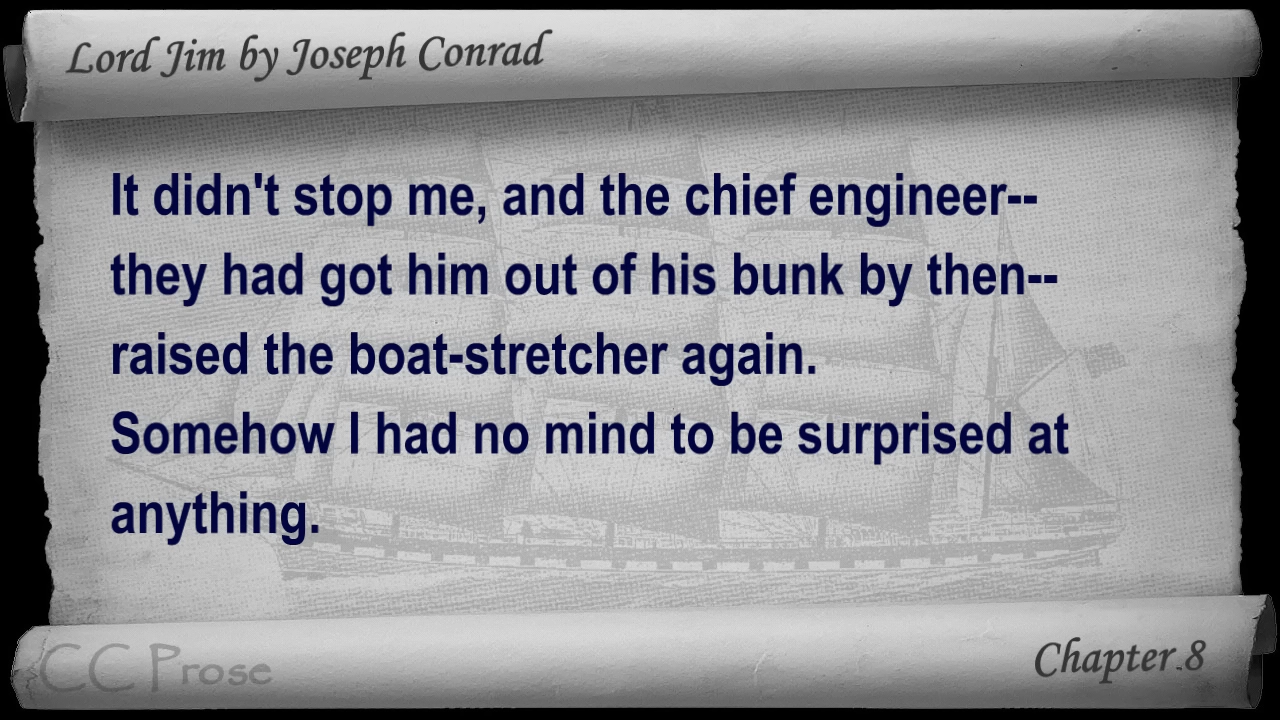 Lord Jim by Joseph Conrad
It didn't stop me, and the chief engineer--
they had got him out of his bunk by then--
raised the boat-stretcher again.
Somehow I had no mind to be surprised at
anything.
CC Prose
Chapter 8